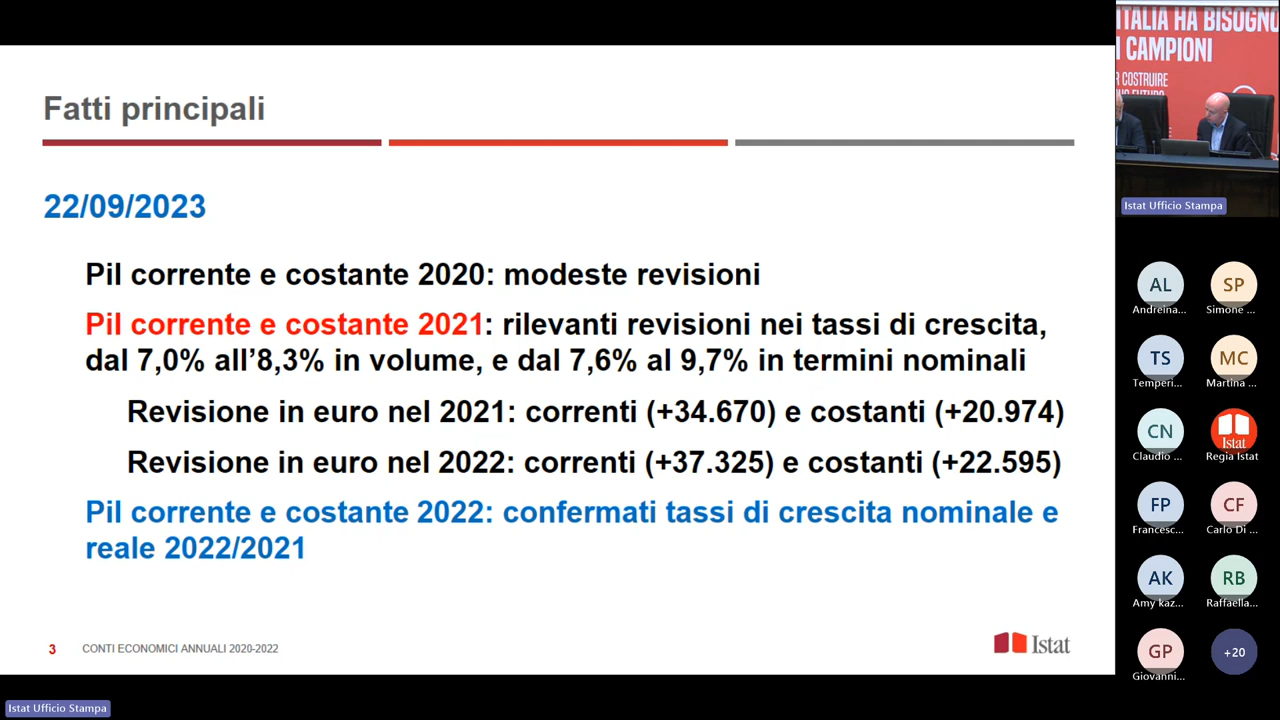 Fatti principali
22/09/2023
Pil corrente e costante 2020: modeste revisioni
Pil corrente e costante 2021: rilevanti revisioni nei tassi di crescita,
dal 7,0% all’8,3% in volume, e dal 7,6% al 9,7% in termini nominali
Revisione in euro nel 2021: correnti (+34.670) e costanti (+20.974)
Revisione in euro nel 2022: correnti (+37.325) e costanti (+22.595)
Pil corrente e costante 2022: confermati tassi di crescita nominale e
reale 2022/2021
3 CONTI ECONOMICI ANNUALI 2020-2022
Istat
Istat Ufficio Stampa
ITALIA HA BISOGNO
I CAMPIONI
R COSTRUIRE
Istat Ufficio Stampa
AL SP
Andreina... Simone ...
TS MC
Temperi... Martina ...
CN Istat
Claudio ... Regia Istat
FP CF
Francesc... Carlo Di ...
AK RB
Amy kaz... Raffaella...
GP +20
Giovanni...